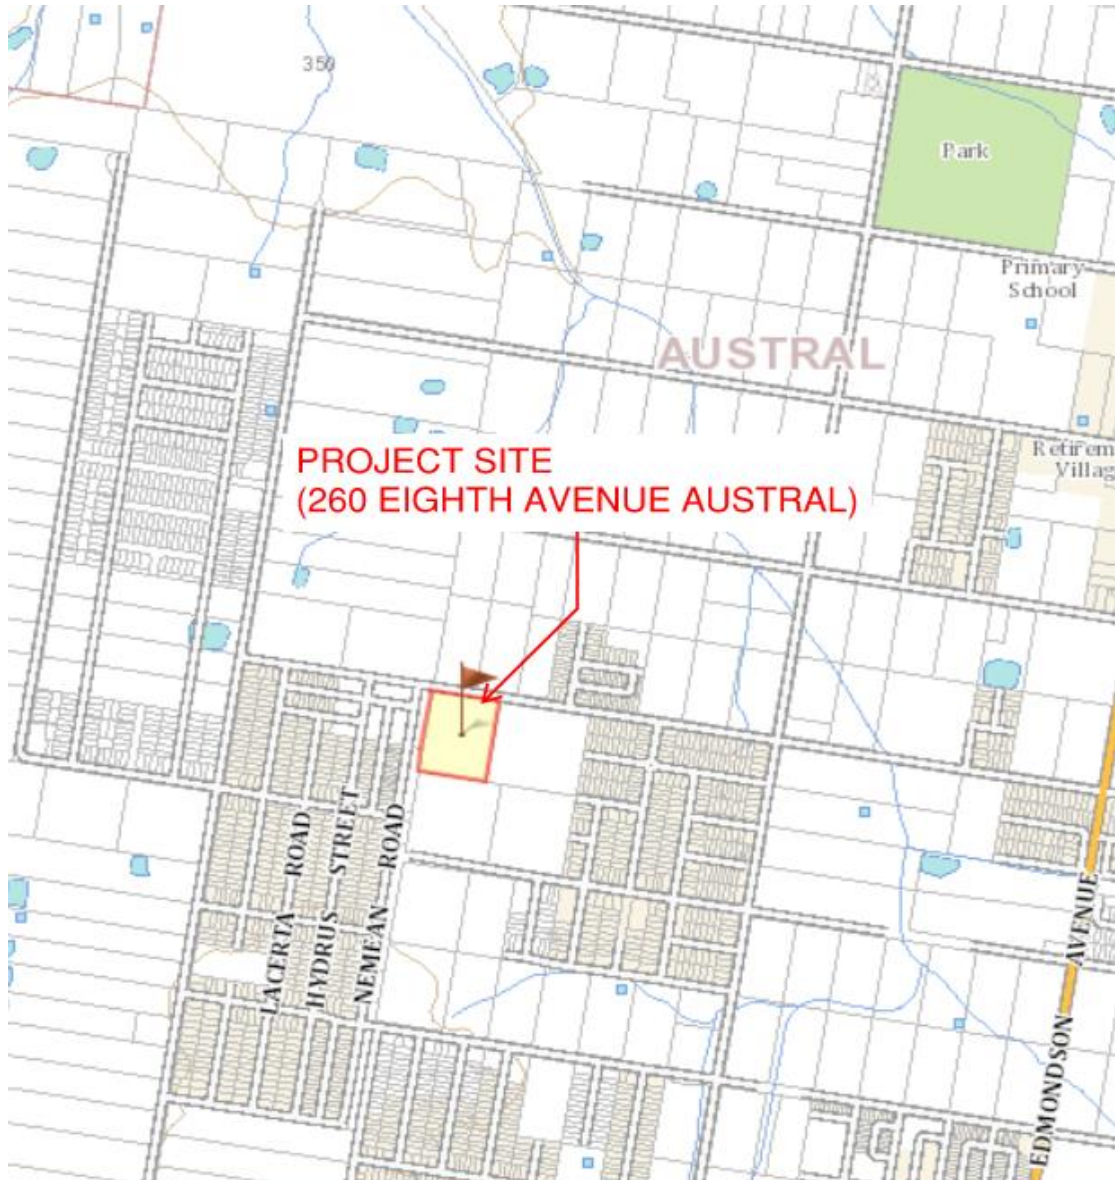 350
Park
Primary
School
AUSTRAL
Retirem
Villag
PROJECT SITE
(260 EIGHTH AVENUE AUSTRAL)
LACERTA ROAD
HYDRUS STREET
NEMEAN ROAD
EDMONDSON AVENUE